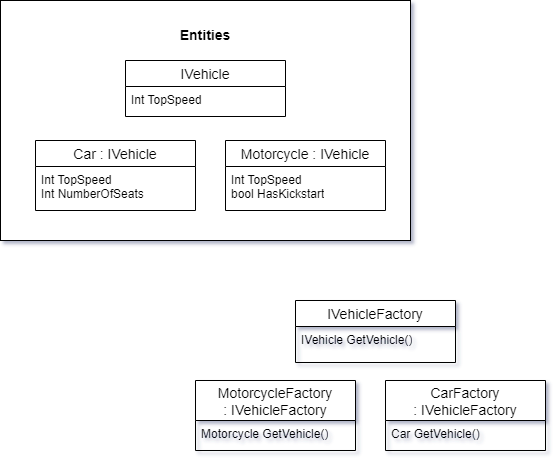 Entities
IVehicle
Int TopSpeed
Car : IVehicle
Int TopSpeed
Int NumberOfSeats
Motorcycle : IVehicle
Int TopSpeed
bool HasKickstart
IVehicleFactory
IVehicle GetVehicle()
MotorcycleFactory
: IVehicleFactory
Motorcycle GetVehicle()
CarFactory
: IVehicleFactory
Car GetVehicle()